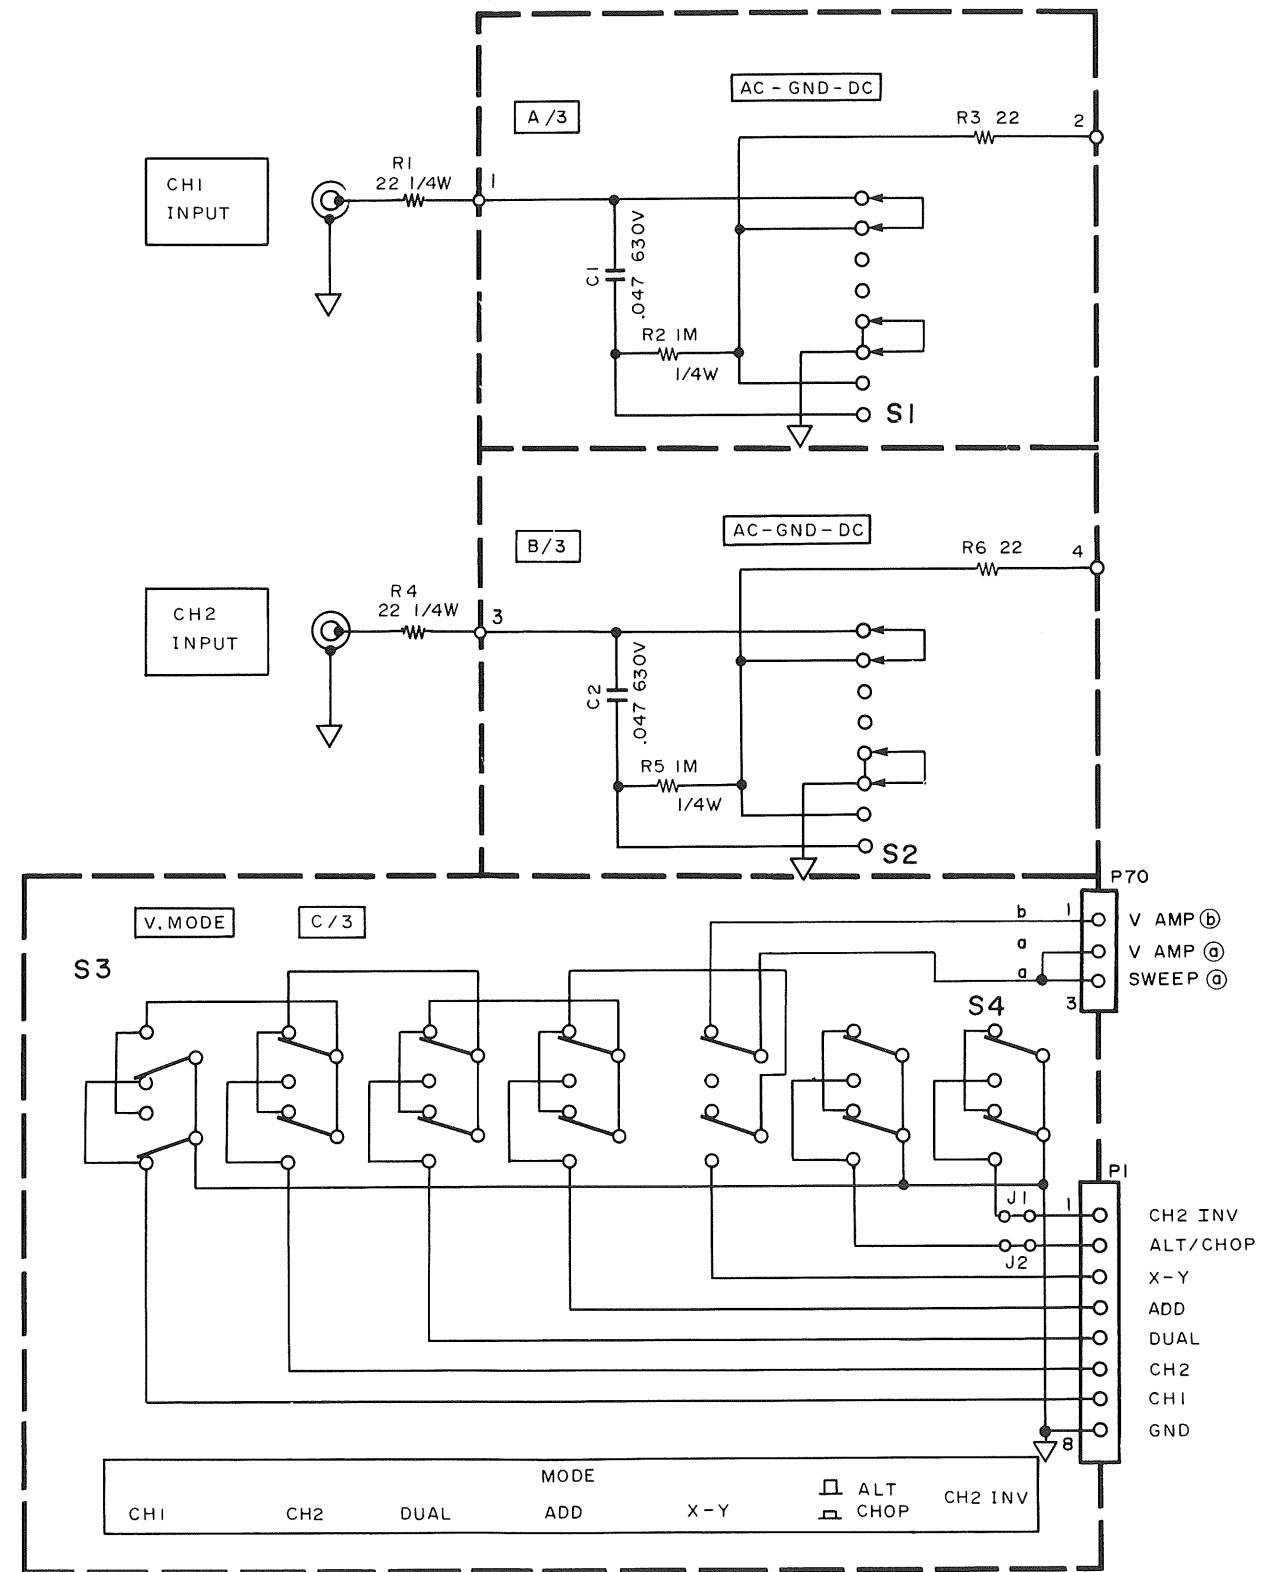 AC-GND-DC
A/3
R3 22
2
CH1
INPUT
R1
22 1/4W
1
C1
.047 630V
R2 1M
1/4W
S1
AC-GND-DC
B/3
R6 22
4
CH2
INPUT
R4
22 1/4W
3
C2
.047 630V
R5 1M
1/4W
S2
P70
V.MODE
C/3
b
1
V AMP ⓑ
a
V AMP ⓐ
a
SWEEP ⓐ
3
S3
S4
P1
J1
1
CH2 INV
ALT/CHOP
J2
X-Y
ADD
DUAL
CH2
CH1
GND
8
MODE
CH1
CH2
DUAL
ADD
X-Y
ALT
CHOP
CH2 INV